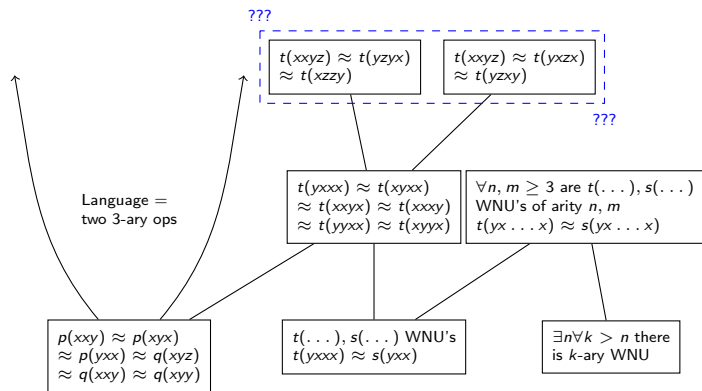 ???
t(xxyz) ≈ t(yzyx)
≈ t(xzzy)
t(xxyz) ≈ t(yxzx)
≈ t(yzxy)
???
Language =
two 3-ary ops
t(yxxx) ≈ t(xyxx)
≈ t(xxyx) ≈ t(xxxy)
≈ t(yyxx) ≈ t(xyyx)
∀n, m ≥ 3 are t(...), s(...)
WNU's of arity n, m
t(yx...x) ≈ s(yx...x)
p(xxy) ≈ p(xyx)
≈ p(yxx) ≈ q(xyz)
≈ q(xxy) ≈ q(xyy)
t(...), s(...) WNU's
t(yxxx) ≈ s(yxx)
∃n∀k > n there
is k-ary WNU